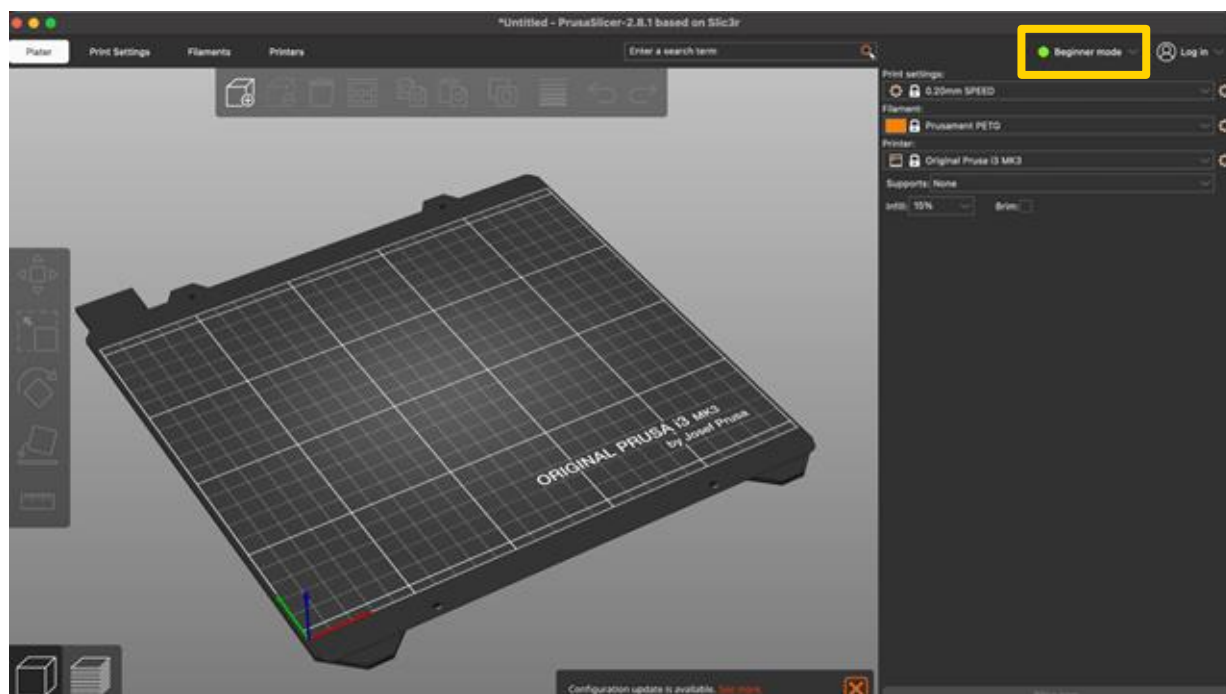 *Untitled - PrusaSlicer-2.8.1 based on Slic3r
Plater Print Settings Filaments Printers Enter a search term Beginner mode Log in
Print settings:
0.20mm SPEED
Filament:
Prusament PETG
Printer:
Original Prusa i3 MK3
Supports: None
Infill: 15% Brim:
ORIGINAL PRUSA i3 MK3
by Josef Prusa
Configuration update is available. See more.